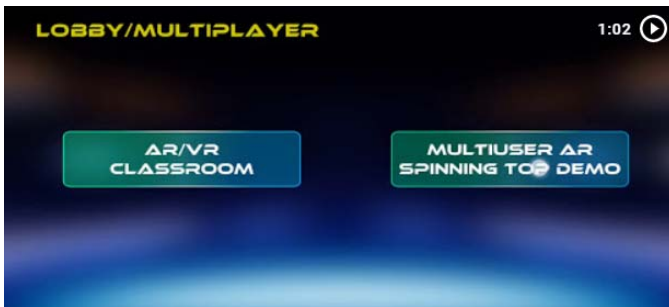 LOBBY/MULTIPLAYER
1:02
AR/VR
CLASSROOM
MULTIUSER AR
SPINNING TOP DEMO